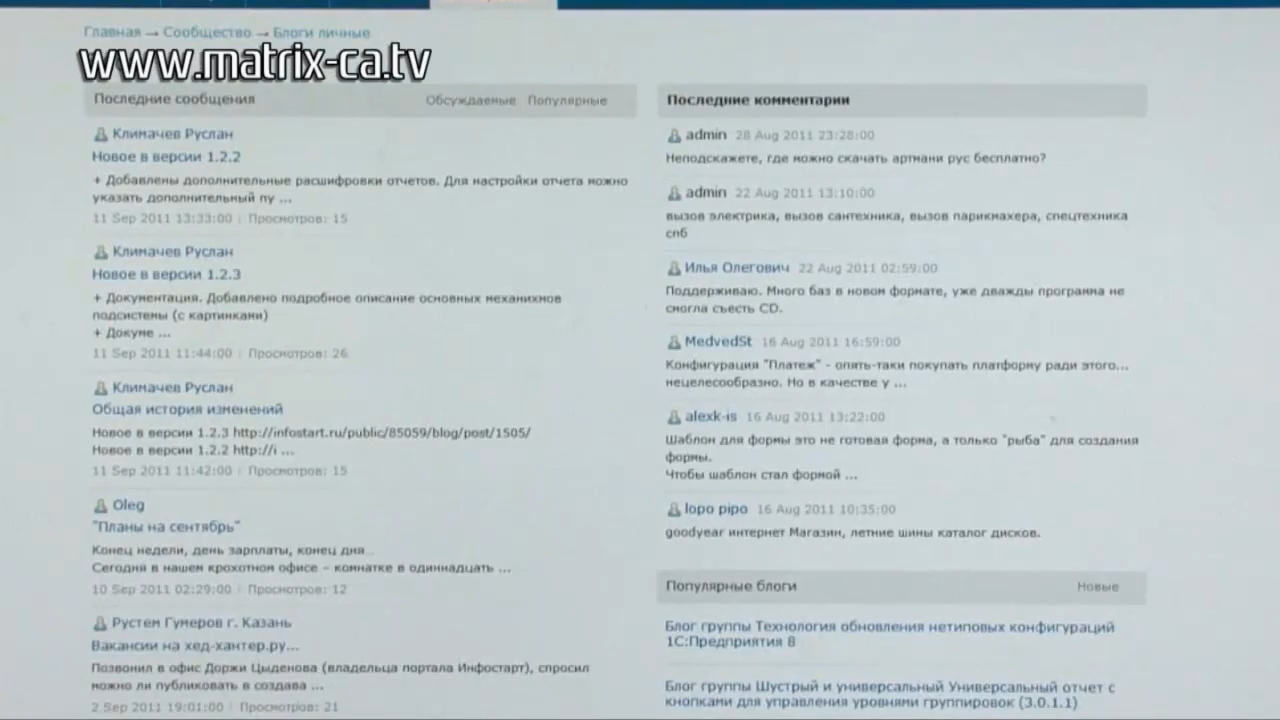 Главная → Сообщество → Блоги личные
www.matrix-ca.tv
Последние сообщения Обсуждаемые Популярные
Климачев Руслан
Новое в версии 1.2.2
+ Добавлены дополнительные расшифровки отчетов. Для настройки отчета можно
указать дополнительный пу ...
11 Sep 2011 13:33:00 | Просмотров: 15
Климачев Руслан
Новое в версии 1.2.3
+ Документация. Добавлено подробное описание основных механизмов
подсистемы (с картинками)
+ Докуме ...
11 Sep 2011 11:44:00 | Просмотров: 26
Климачев Руслан
Общая история изменений
Новое в версии 1.2.3 http://infostart.ru/public/85059/blog/post/1505/
Новое в версии 1.2.2 http://i ...
11 Sep 2011 11:42:00 | Просмотров: 15
Oleg
"Планы на сентябрь"
Конец недели, день зарплаты, конец дня...
Сегодня в нашем крохотном офисе – комнатке в одиннадцать ...
10 Sep 2011 02:29:00 | Просмотров: 12
Рустем Гумеров г. Казань
Вакансии на хед-хантер.ру...
Позвонил в офис Доржи Цыденова (владельца портала Инфостарт), спросил
можно ли публиковать в создава ...
2 Sep 2011 19:01:00 | Просмотров: 21
Последние комментарии
admin 28 Aug 2011 23:28:00
Неподскажете, где можно скачать артмани рус бесплатно?
admin 22 Aug 2011 13:10:00
вызов электрика, вызов сантехника, вызов парикмахера, спецтехника
спб
Илья Олегович 22 Aug 2011 02:59:00
Поддерживаю. Много баз в новом формате, уже дважды программа не
смогла съесть CD.
MedvedSt 16 Aug 2011 16:59:00
Конфигурация "Платеж" - опять-таки покупать платформу ради этого...
нецелесообразно. Но в качестве у ...
alexk-is 16 Aug 2011 13:22:00
Шаблон для формы это не готовая форма, а только "рыба" для создания
формы.
Чтобы шаблон стал формой ...
lopo pipo 16 Aug 2011 10:35:00
goodyear интернет Магазин, летние шины каталог дисков.
Популярные блоги Новые
Блог группы Технология обновления нетиповых конфигураций
1С:Предприятия 8
Блог группы Шустрый и универсальный Универсальный отчет с
кнопками для управления уровнями группировок (3.0.1.1)